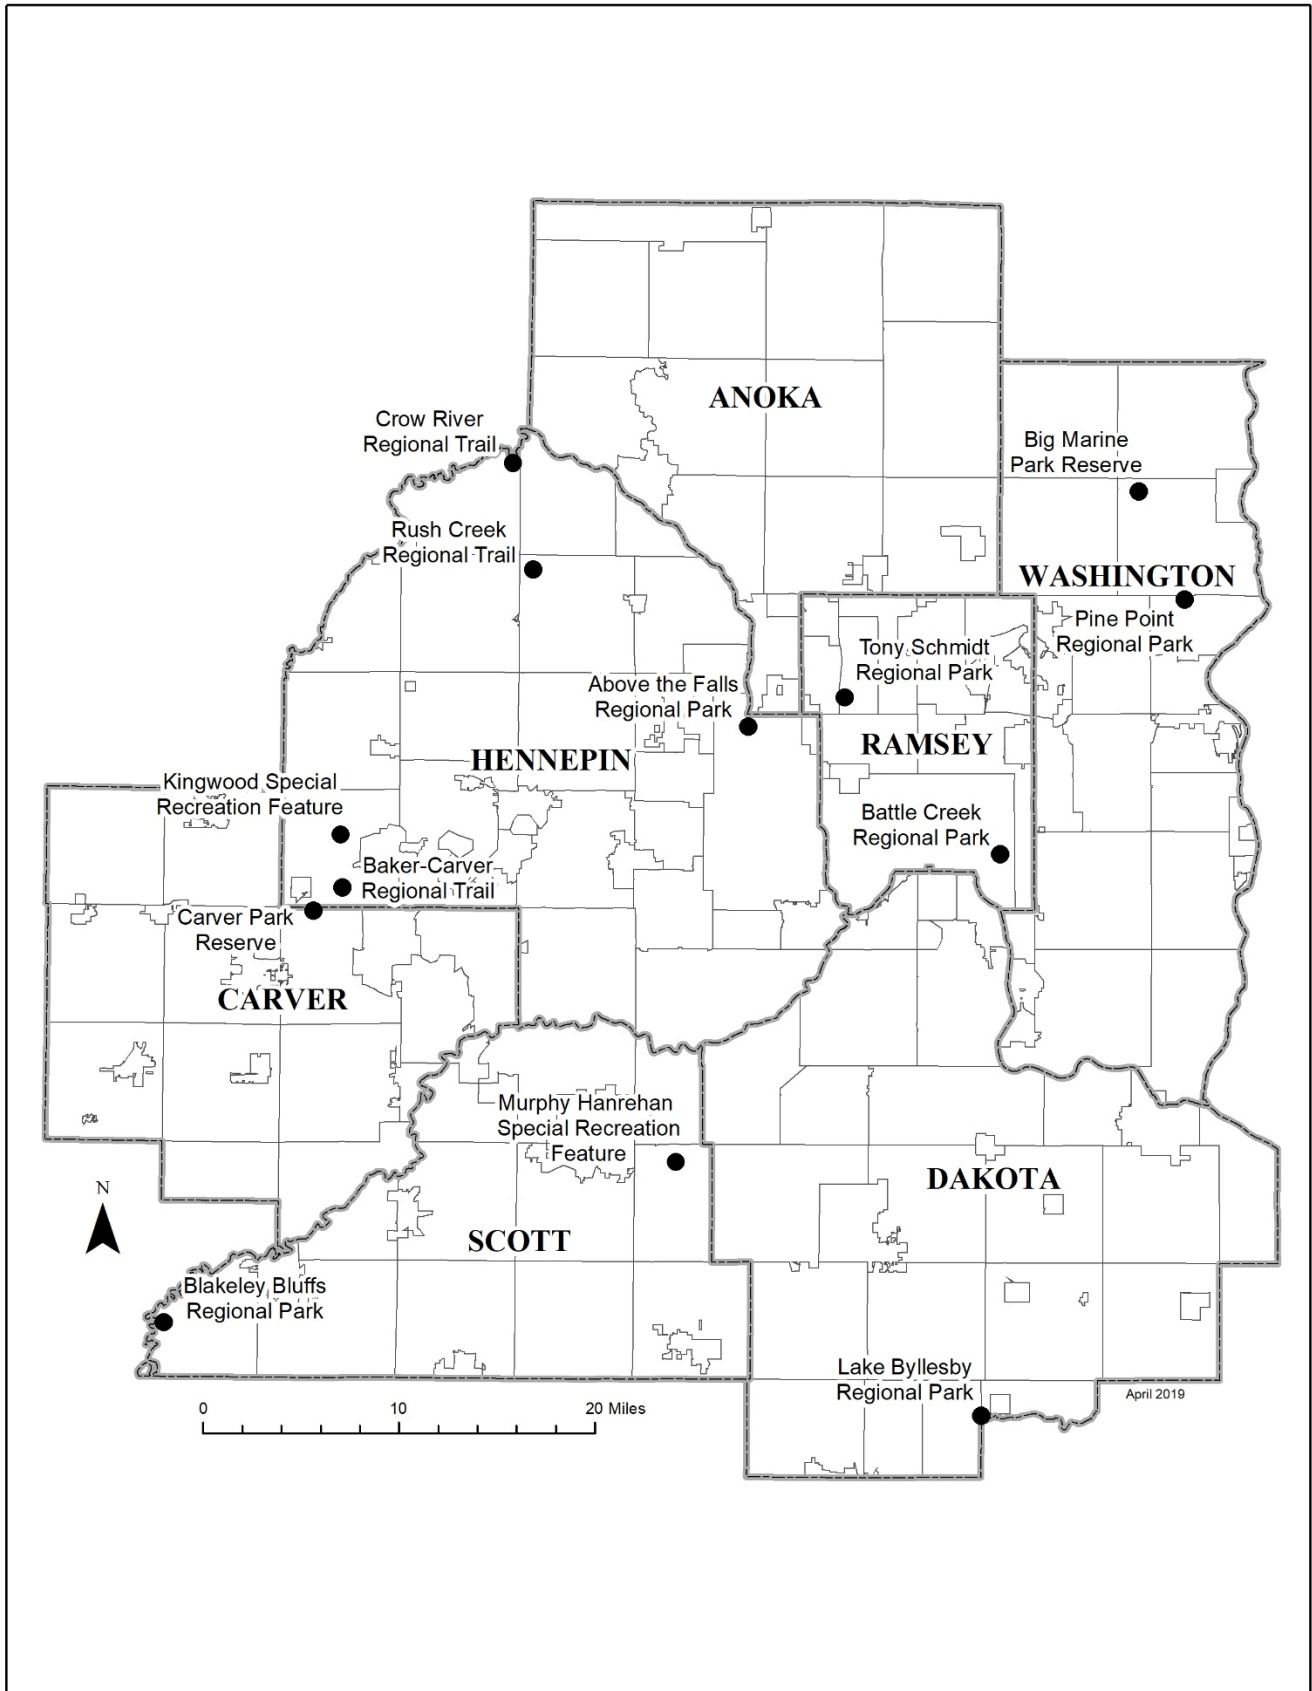 ANOKA
Crow River
Regional Trail
Big Marine
Park Reserve
Rush Creek
Regional Trail
WASHINGTON
Pine Point
Regional Park
Tony Schmidt
Regional Park
Above the Falls
Regional Park
RAMSEY
HENNEPIN
Kingwood Special
Recreation Feature
Battle Creek
Regional Park
Baker-Carver
Regional Trail
Carver Park
Reserve
CARVER
Murphy Hanrehan
Special Recreation
Feature
DAKOTA
N
SCOTT
Blakeley Bluffs
Regional Park
Lake Byllesby
Regional Park
April 2019
0 10 20 Miles